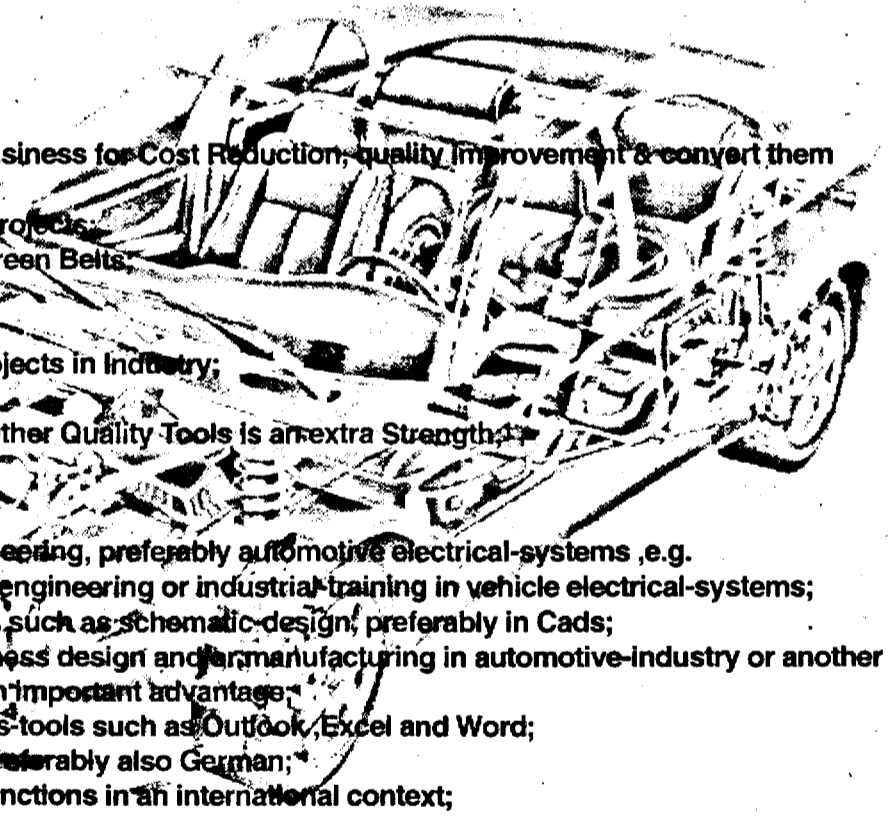 siness for Cost Reduction, quality Improvement & convert them
rojects;
reen Belts;
jects in Industry;
ther Quality Tools is an extra Strength;
eering, preferably automotive electrical-systems ,e.g.
engineering or industrial training in vehicle electrical-systems;
such as schematic design, preferably in Cads;
ess design and/or manufacturing in automotive-industry or another
n important advantage;
s-tools such as Outlook, Excel and Word;
eferably also German;
nctions in an international context;